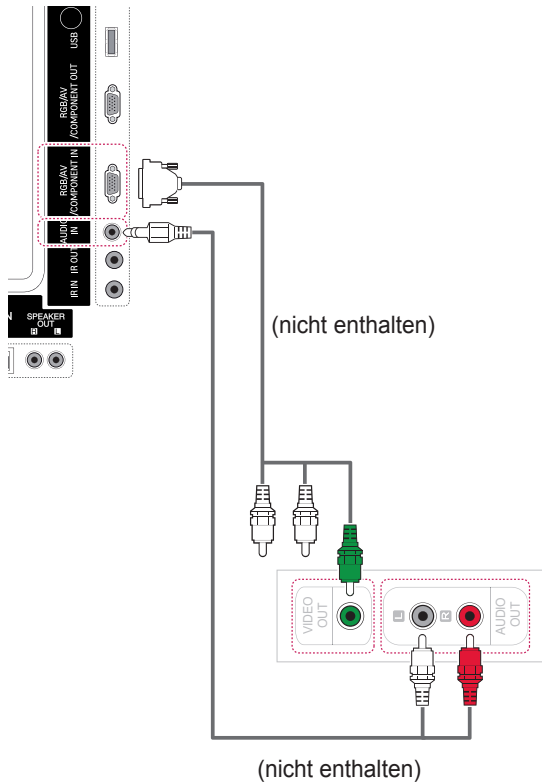 USB
RGB/AV
/COMPONENT OUT
RGB/AV
/COMPONENT IN
AUDIO
IN
IR OUT
IR IN
N
SPEAKER
OUT
R L
(nicht enthalten)
VIDEO
OUT
L R
AUDIO
OUT
(nicht enthalten)